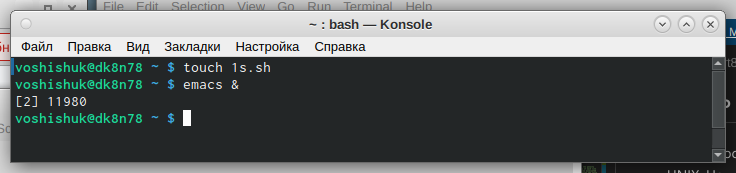 File Edit Selection View Go Run Terminal Help
~ : bash — Konsole
Файл Правка Вид Закладки Настройка Справка
voshishuk@dk8n78 ~ $ touch 1s.sh
voshishuk@dk8n78 ~ $ emacs &
[2] 11980
voshishuk@dk8n78 ~ $